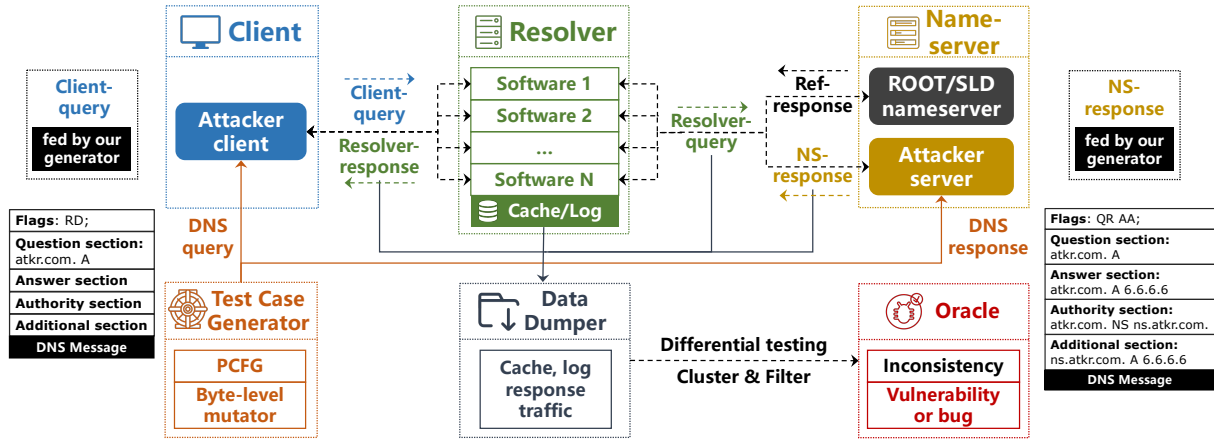 Client
Resolver
Name-
server
Client-
query
fed by our
generator
Attacker
client
Client-
query
Resolver-
response
Software 1
Software 2
...
Software N
Cache/Log
Resolver-
query
Ref-
response
NS-
response
ROOT/SLD
nameserver
Attacker
server
NS-
response
fed by our
generator
DNS
query
DNS
response
Flags: RD;
Question section:
atkr.com. A
Answer section
Authority section
Additional section
DNS Message
Test Case
Generator
PCFG
Byte-level
mutator
Data
Dumper
Cache, log
response
traffic
Differential testing
Cluster & Filter
Oracle
Inconsistency
Vulnerability
or bug
Flags: QR AA;
Question section:
atkr.com. A
Answer section:
atkr.com. A 6.6.6.6
Authority section:
atkr.com. NS ns.atkr.com.
Additional section:
ns.atkr.com. A 6.6.6.6
DNS Message